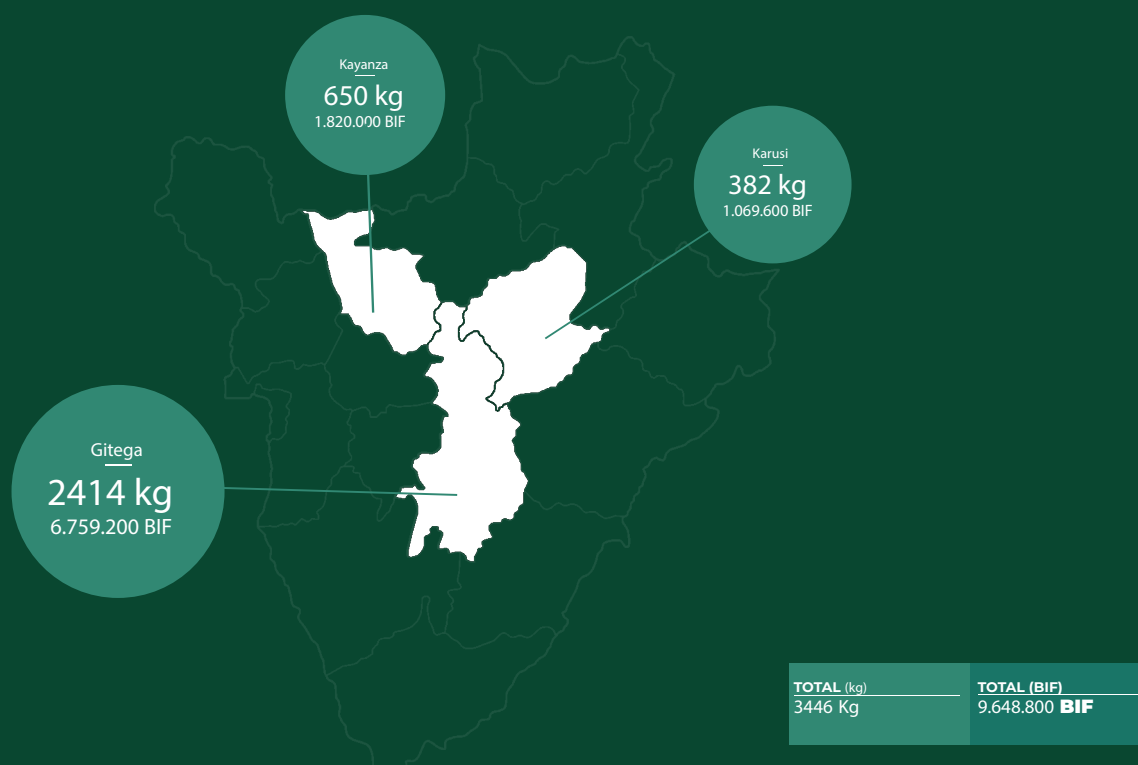 Kayanza
650 kg
1.820.000 BIF
Karusi
382 kg
1.069.600 BIF
Gitega
2414 kg
6.759.200 BIF
TOTAL (kg)
3446 Kg
TOTAL (BIF)
9.648.800 BIF